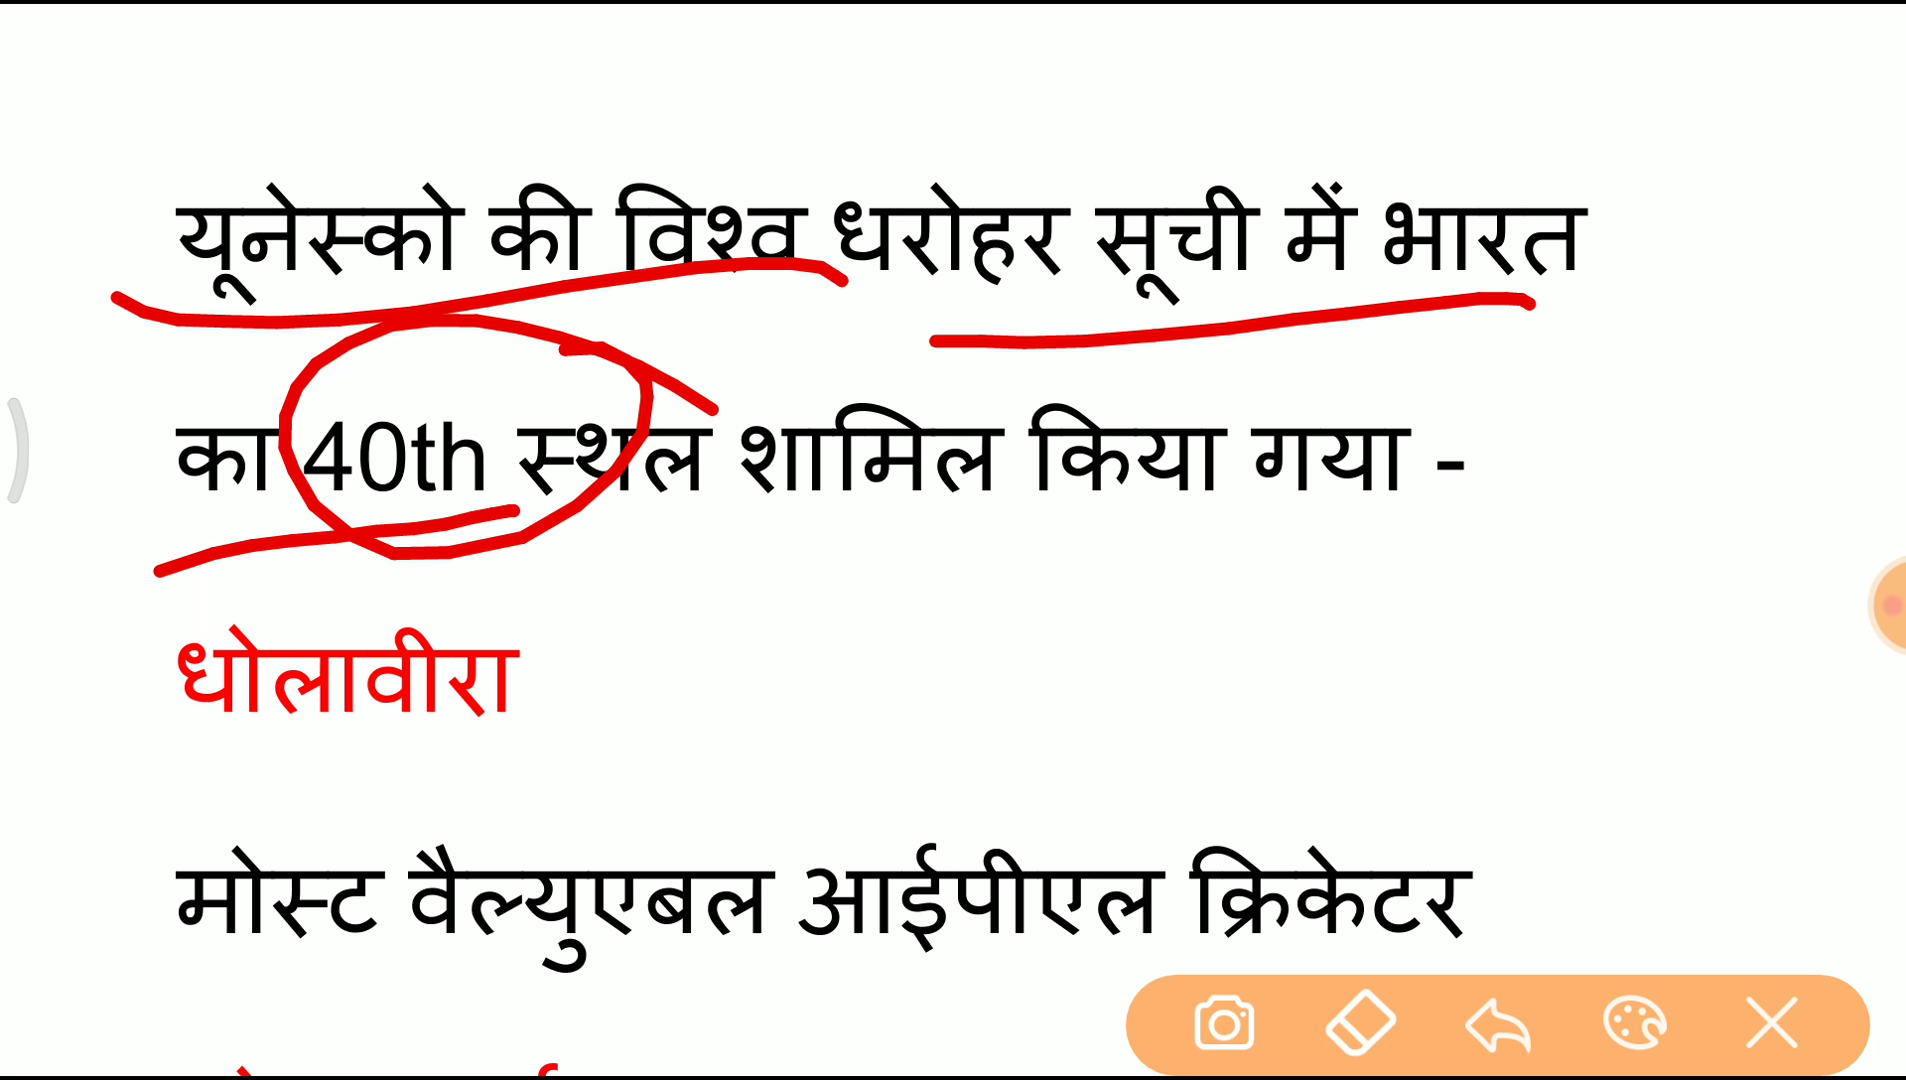 यूनेस्को की विश्व धरोहर सूची में भारत
का 40th स्थल शामिल किया गया -
धोलावीरा
मोस्ट वैल्युएबल आईपीएल क्रिकेटर